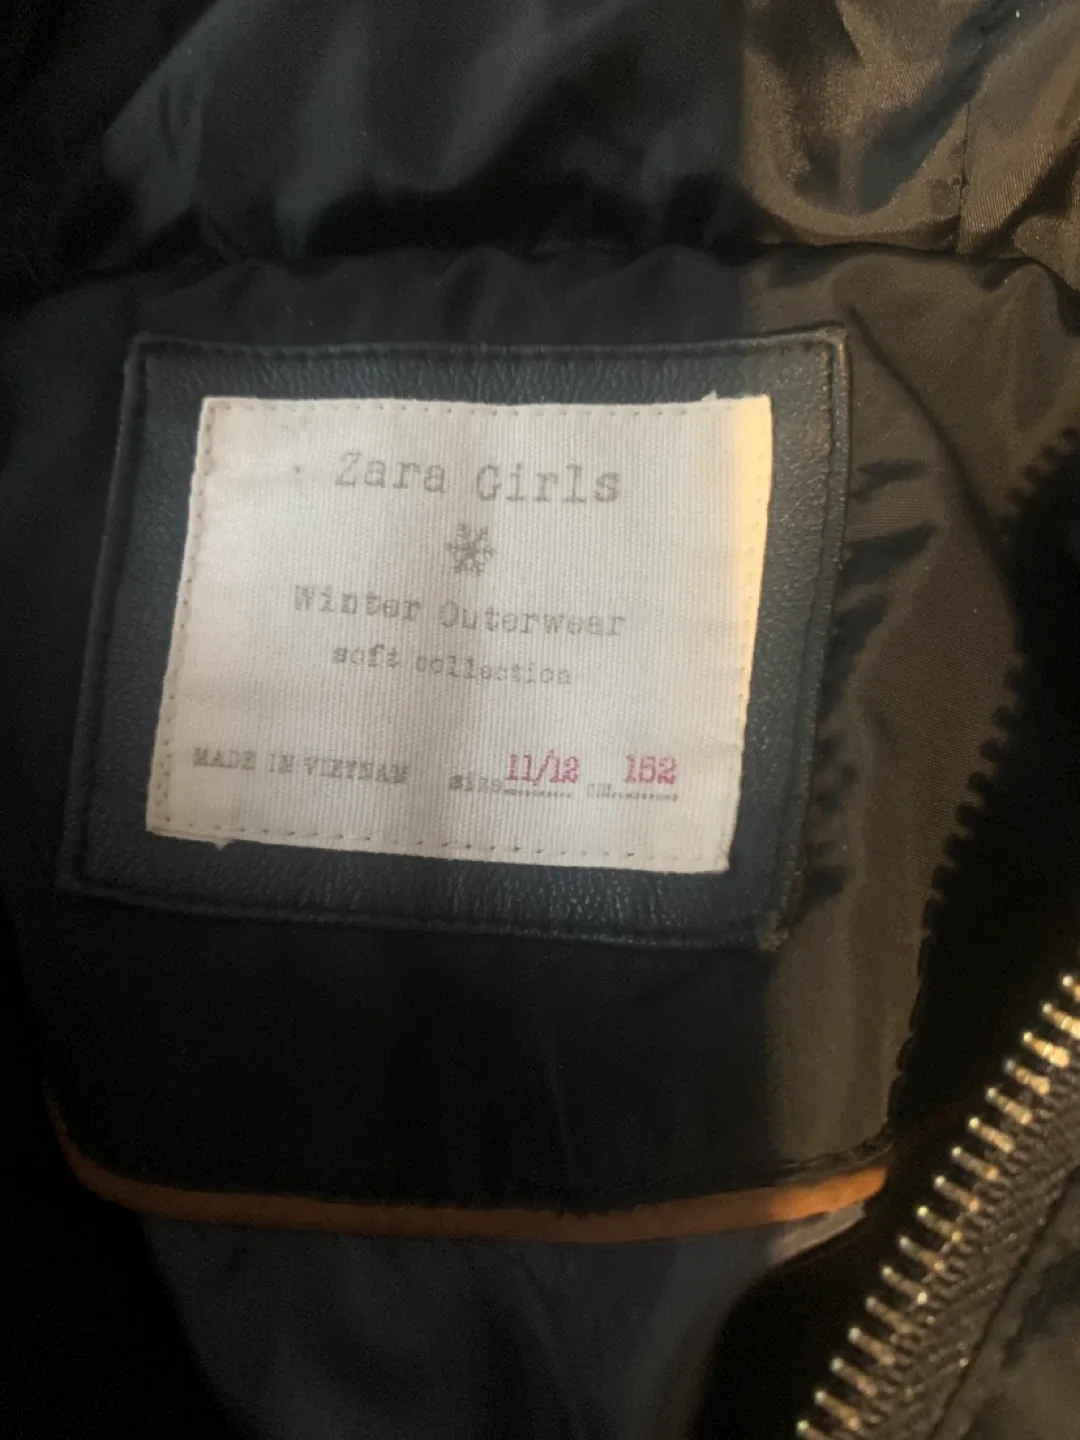 Zara Girls
Winter Outerwear
soft collection
MADE IN VIETNAM size 11/12 CM. 152